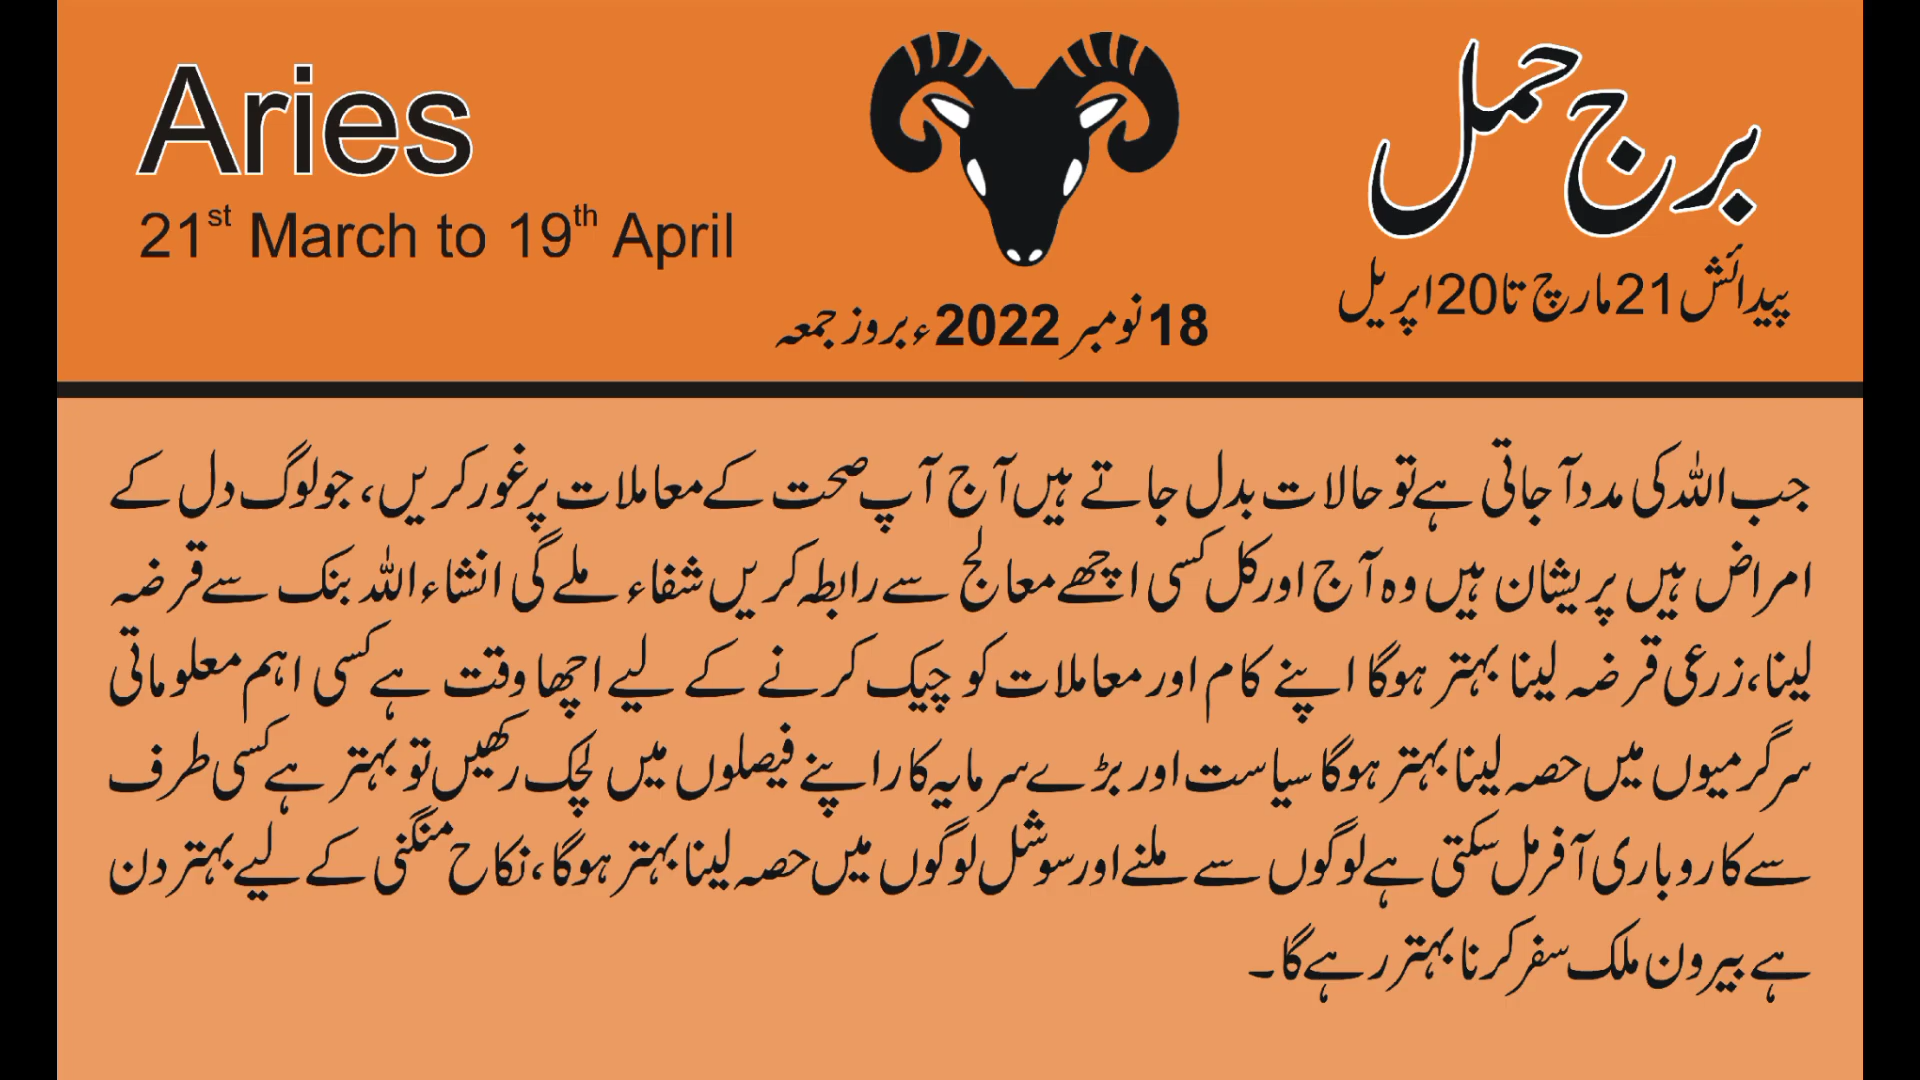 Aries
21st March to 19th April
برج حمل
پیدائش 21 مارچ تا 20 اپریل
18 نومبر 2022ء بروز جمعہ
جب اللہ کی مدد آ جاتی ہے تو حالات بدل جاتے ہیں آج آپ صحت کے معاملات پر غور کریں، جو لوگ دل کے
امراض ہیں پریشان ہیں وہ آج اور کل کسی اچھے معالج سے رابطہ کریں شفاء ملے گی انشاء اللہ بنک سے قرضہ
لینا، زرعی قرضہ لینا بہتر ہوگا اپنے کام اور معاملات کو چیک کرنے کے لیے اچھا وقت ہے کسی اہم معلوماتی
سرگرمیوں میں حصہ لینا بہتر ہوگا سیاست اور بڑے سرمایہ کار اپنے فیصلوں میں لچک رکھیں تو بہتر ہے کسی طرف
سے کاروباری آفر مل سکتی ہے لوگوں سے ملنے اور سوشل لوگوں میں حصہ لینا بہتر ہوگا، نکاح منگنی کے لیے بہتر دن
ہے بیرون ملک سفر کرنا بہتر رہے گا۔